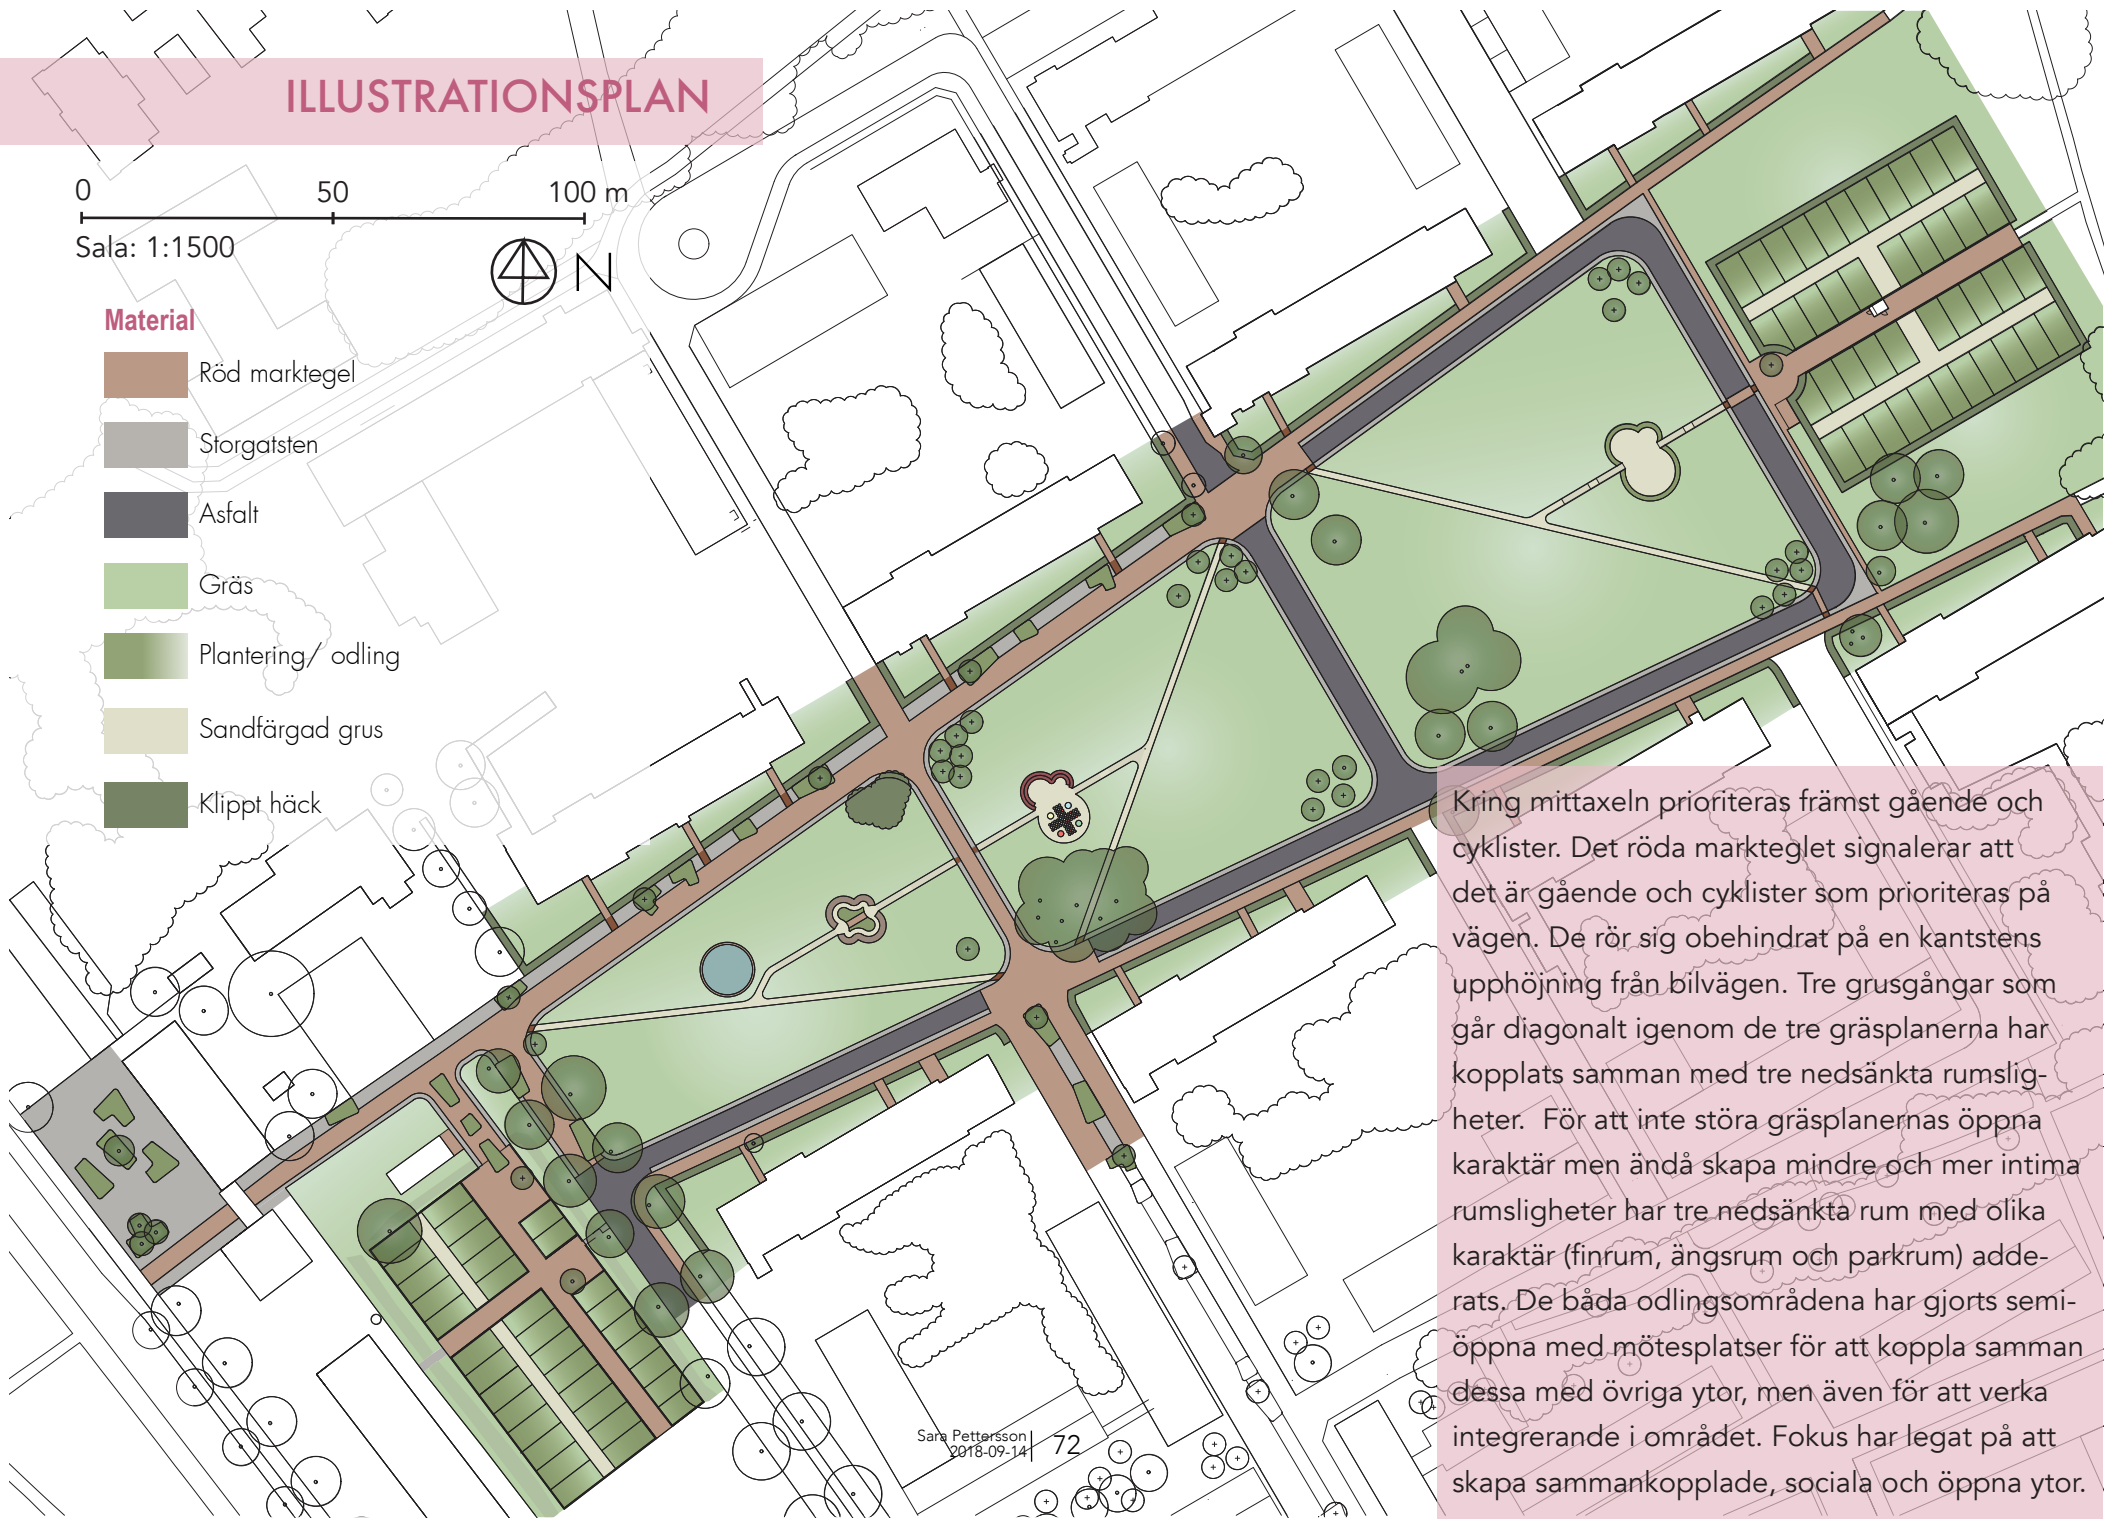 ILLUSTRATIONSPLAN
0 50 100 m
Sala: 1:1500
N
Material
Röd marktegel
Storgatsten
Asfalt
Gräs
Plantering/ odling
Sandfärgad grus
Klippt häck
Kring mittaxeln prioriteras främst gående och
cyklister. Det röda markteglet signalerar att
det är gående och cyklister som prioriteras på
vägen. De rör sig obehindrat på en kantstens
upphöjning från bilvägen. Tre grusgångar som
går diagonalt igenom de tre gräsplanerna har
kopplats samman med tre nedsänkta rumslig-
heter. För att inte störa gräsplanernas öppna
karaktär men ändå skapa mindre och mer intima
rumsligheter har tre nedsänkta rum med olika
karaktär (finrum, ängsrum och parkrum) adde-
rats. De båda odlingsområdena har gjorts semi-
öppna med mötesplatser för att koppla samman
dessa med övriga ytor, men även för att verka
integrerande i området. Fokus har legat på att
skapa sammankopplade, sociala och öppna ytor.
Sara Pettersson
2018-09-14
72